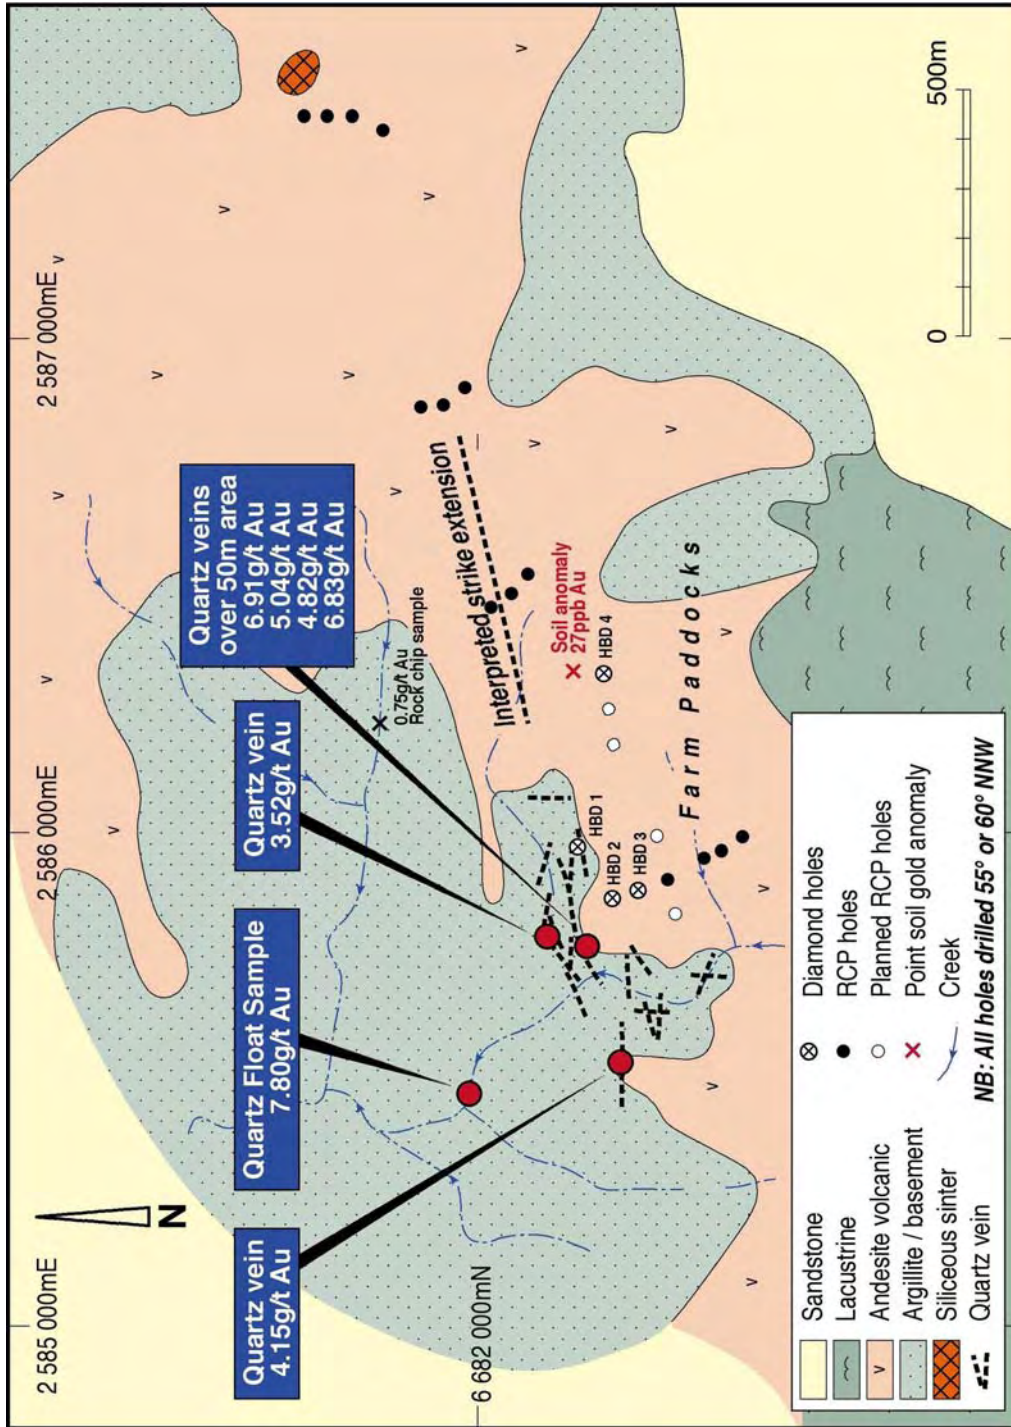 2 585 000mE
2 586 000mE
2 587 000mE
N
Quartz vein
4.15g/t Au
Quartz Float Sample
7.80g/t Au
Quartz vein
3.52g/t Au
Quartz veins
over 50m area
6.91g/t Au
5.04g/t Au
4.82g/t Au
6.83g/t Au
0.75g/t Au
Rock chip sample
6 682 000mN
Interpreted strike extension
Soil anomaly
27ppb Au
HBD 1
HBD 2
HBD 3
HBD 4
Farm Paddocks
Sandstone
Lacustrine
Andesite volcanic
Argillite / basement
Siliceous sinter
Quartz vein
Diamond holes
RCP holes
Planned RCP holes
Point soil gold anomaly
Creek
NB: All holes drilled 55° or 60° NNW
0
500m